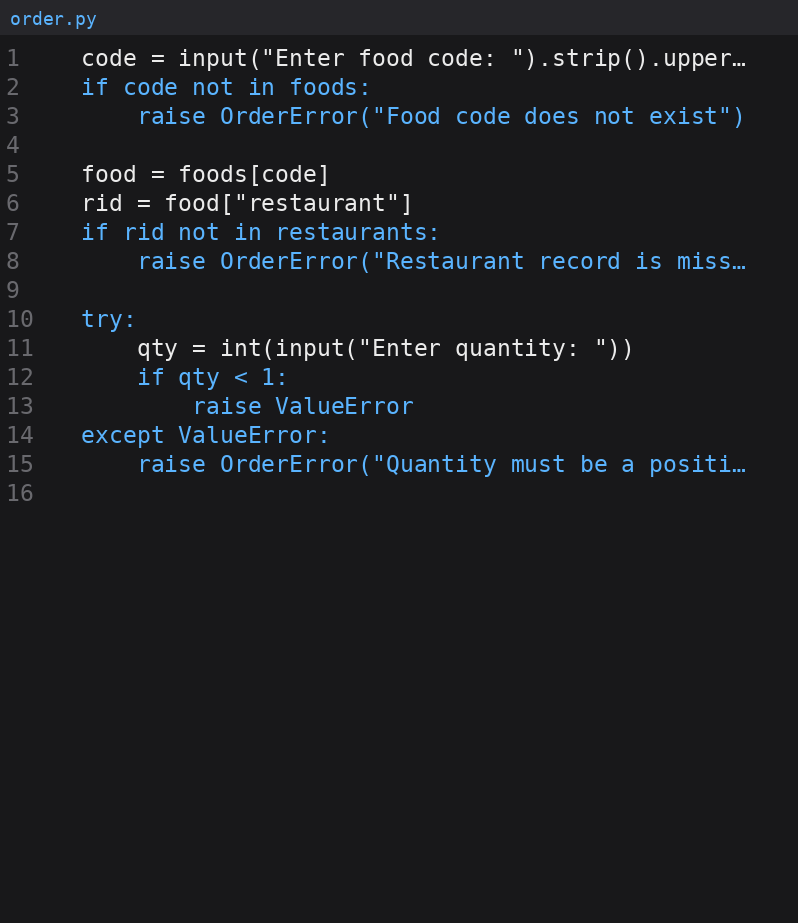 order.py
1 code = input("Enter food code: ").strip().upper…
2 if code not in foods:
3 raise OrderError("Food code does not exist")
4
5 food = foods[code]
6 rid = food["restaurant"]
7 if rid not in restaurants:
8 raise OrderError("Restaurant record is miss…
9
10 try:
11 qty = int(input("Enter quantity: "))
12 if qty < 1:
13 raise ValueError
14 except ValueError:
15 raise OrderError("Quantity must be a positi…
16